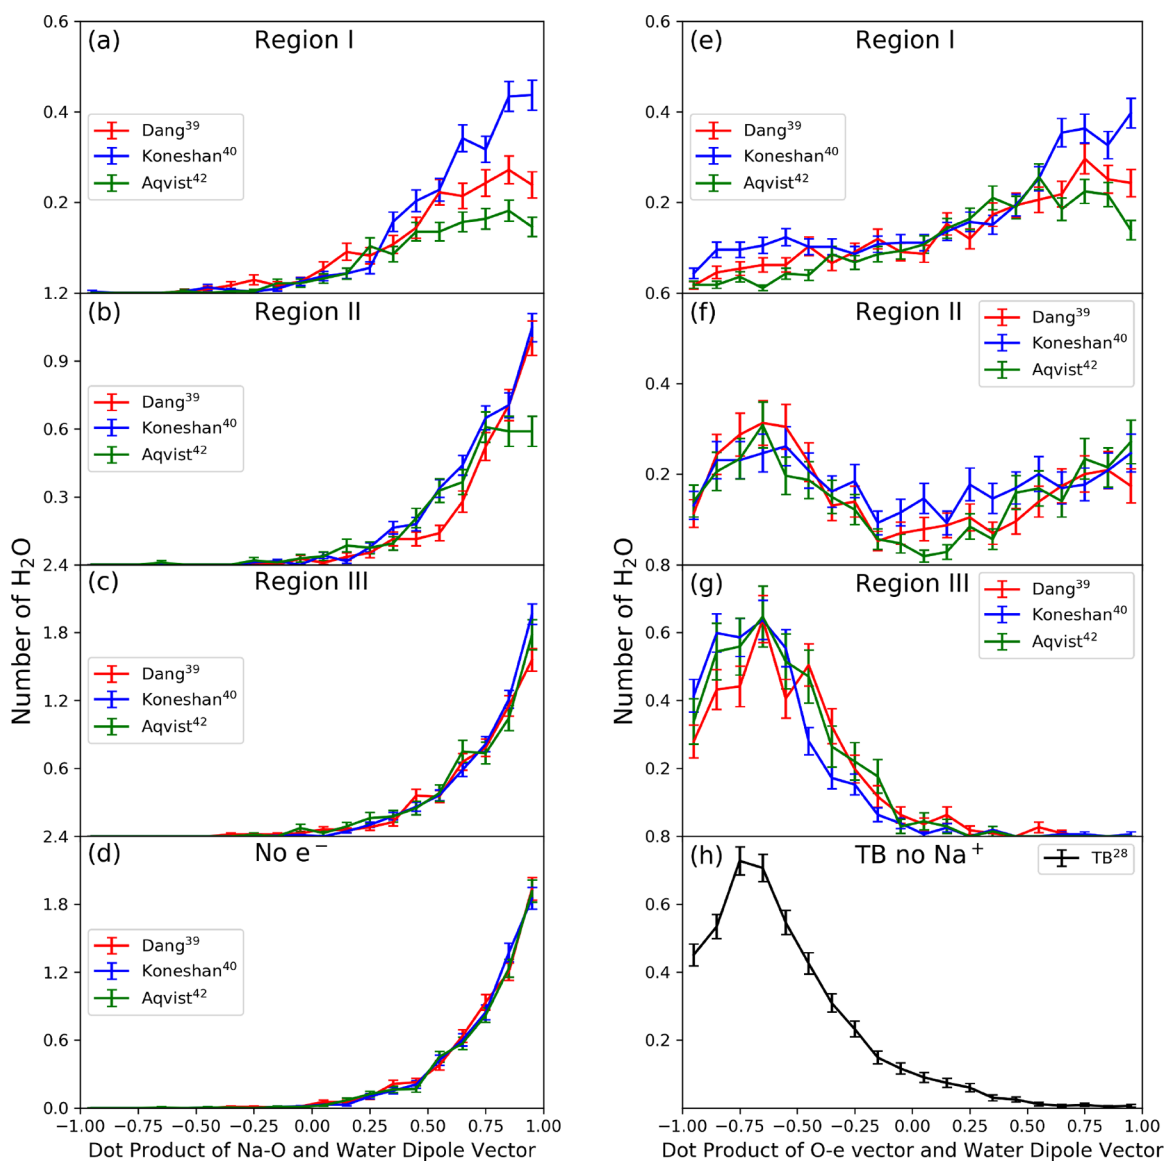 (a) Region I
Dang39
Koneshan40
Aqvist42
0.6
0.4
0.2
(b) Region II
Dang39
Koneshan40
Aqvist42
1.2
0.9
0.6
0.3
(c) Region III
Dang39
Koneshan40
Aqvist42
2.4
1.8
1.2
0.6
(d) No e−
Dang39
Koneshan40
Aqvist42
2.4
1.8
1.2
0.6
0.0
Number of H2O
−1.00 −0.75 −0.50 −0.25 0.00 0.25 0.50 0.75 1.00
Dot Product of Na-O and Water Dipole Vector
(e) Region I
Dang39
Koneshan40
Aqvist42
0.6
0.4
0.2
(f) Region II
Dang39
Koneshan40
Aqvist42
0.6
0.4
0.2
(g) Region III
Dang39
Koneshan40
Aqvist42
0.8
0.6
0.4
0.2
(h) TB no Na+
TB28
0.8
0.6
0.4
0.2
Number of H2O
−1.00 −0.75 −0.50 −0.25 0.00 0.25 0.50 0.75 1.00
Dot Product of O-e vector and Water Dipole Vector